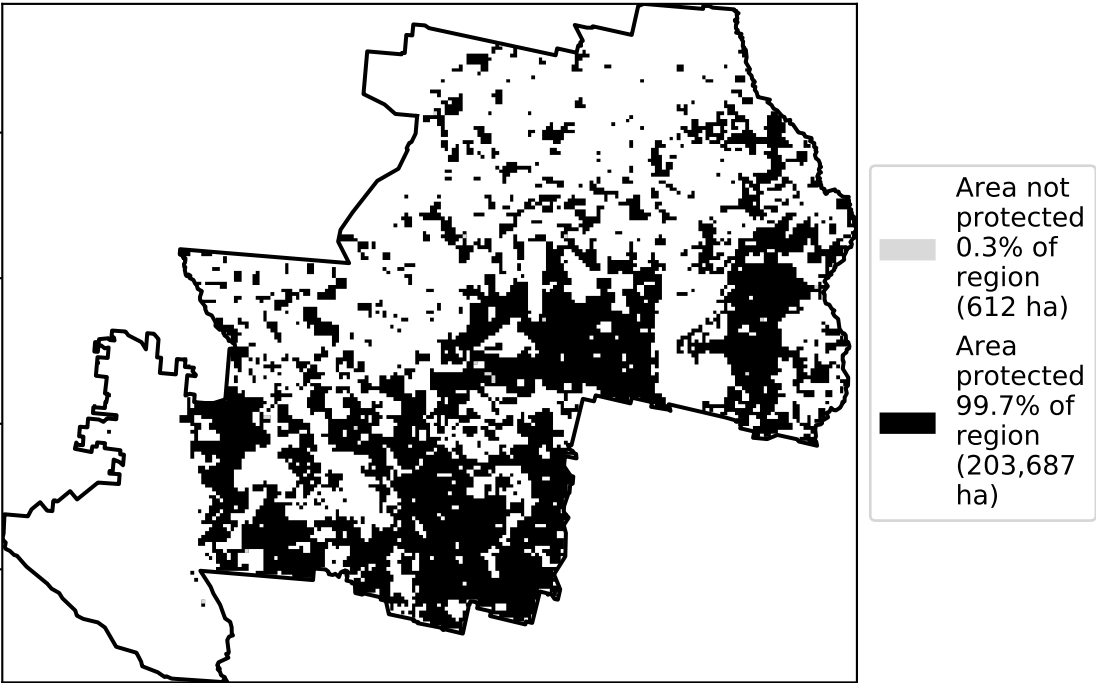 Area not
protected
0.3% of
region
(612 ha)
Area
protected
99.7% of
region
(203,687
ha)